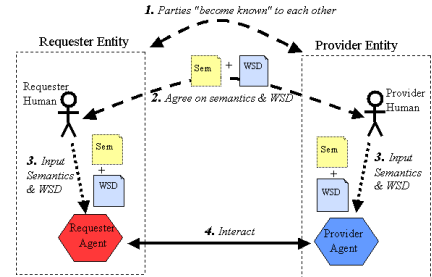 1. Parties "become known" to each other
Requester Entity
Provider Entity
Sem
+
WSD
Requester
Human
2. Agree on semantics & WSD
Provider
Human
Sem
+
WSD
3. Input
Semantics
& WSD
Sem
+
WSD
3. Input
Semantics
& WSD
Requester
Agent
4. Interact
Provider
Agent